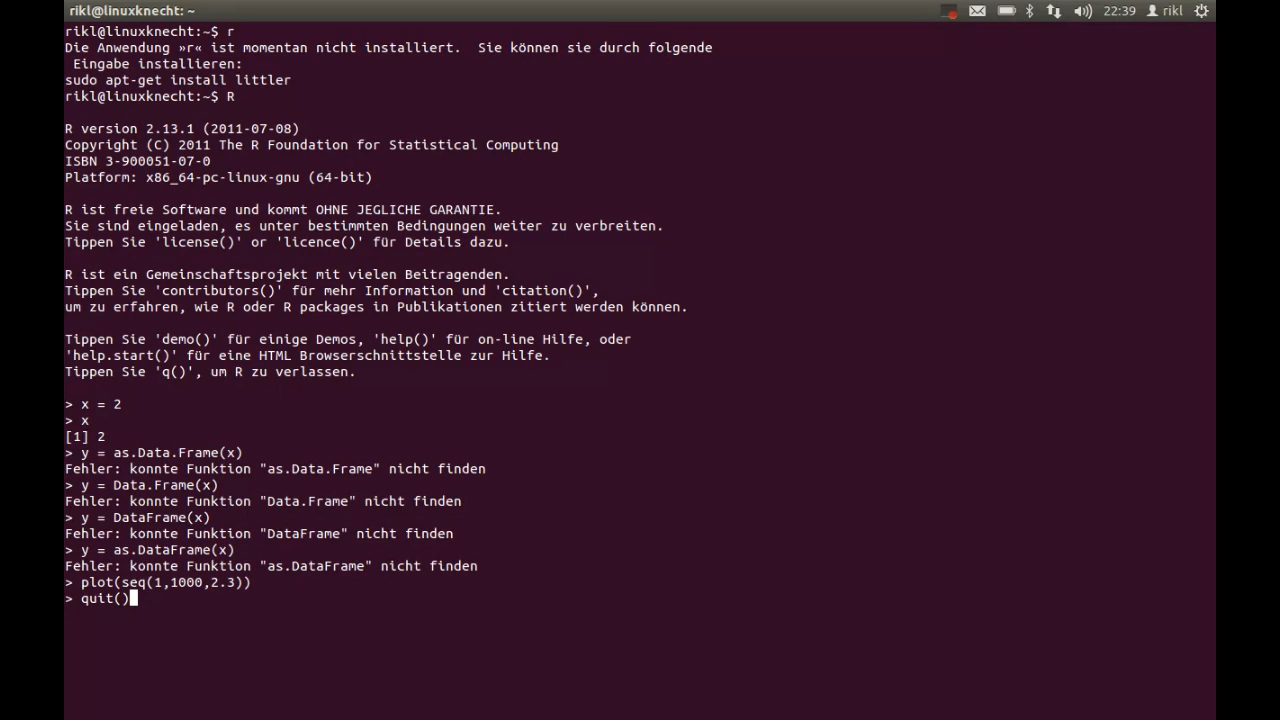 rikl@linuxknecht: ~
22:39 rikl
rikl@linuxknecht:~$ r
Die Anwendung »r« ist momentan nicht installiert.  Sie können sie durch folgende
 Eingabe installieren:
sudo apt-get install littler
rikl@linuxknecht:~$ R
R version 2.13.1 (2011-07-08)
Copyright (C) 2011 The R Foundation for Statistical Computing
ISBN 3-900051-07-0
Platform: x86_64-pc-linux-gnu (64-bit)
R ist freie Software und kommt OHNE JEGLICHE GARANTIE.
Sie sind eingeladen, es unter bestimmten Bedingungen weiter zu verbreiten.
Tippen Sie 'license()' or 'licence()' für Details dazu.
R ist ein Gemeinschaftsprojekt mit vielen Beitragenden.
Tippen Sie 'contributors()' für mehr Information und 'citation()',
um zu erfahren, wie R oder R packages in Publikationen zitiert werden können.
Tippen Sie 'demo()' für einige Demos, 'help()' für on-line Hilfe, oder
'help.start()' für eine HTML Browserschnittstelle zur Hilfe.
Tippen Sie 'q()', um R zu verlassen.
> x = 2
> x
[1] 2
> y = as.Data.Frame(x)
Fehler: konnte Funktion "as.Data.Frame" nicht finden
> y = Data.Frame(x)
Fehler: konnte Funktion "Data.Frame" nicht finden
> y = DataFrame(x)
Fehler: konnte Funktion "DataFrame" nicht finden
> y = as.DataFrame(x)
Fehler: konnte Funktion "as.DataFrame" nicht finden
> plot(seq(1,1000,2.3))
> quit()